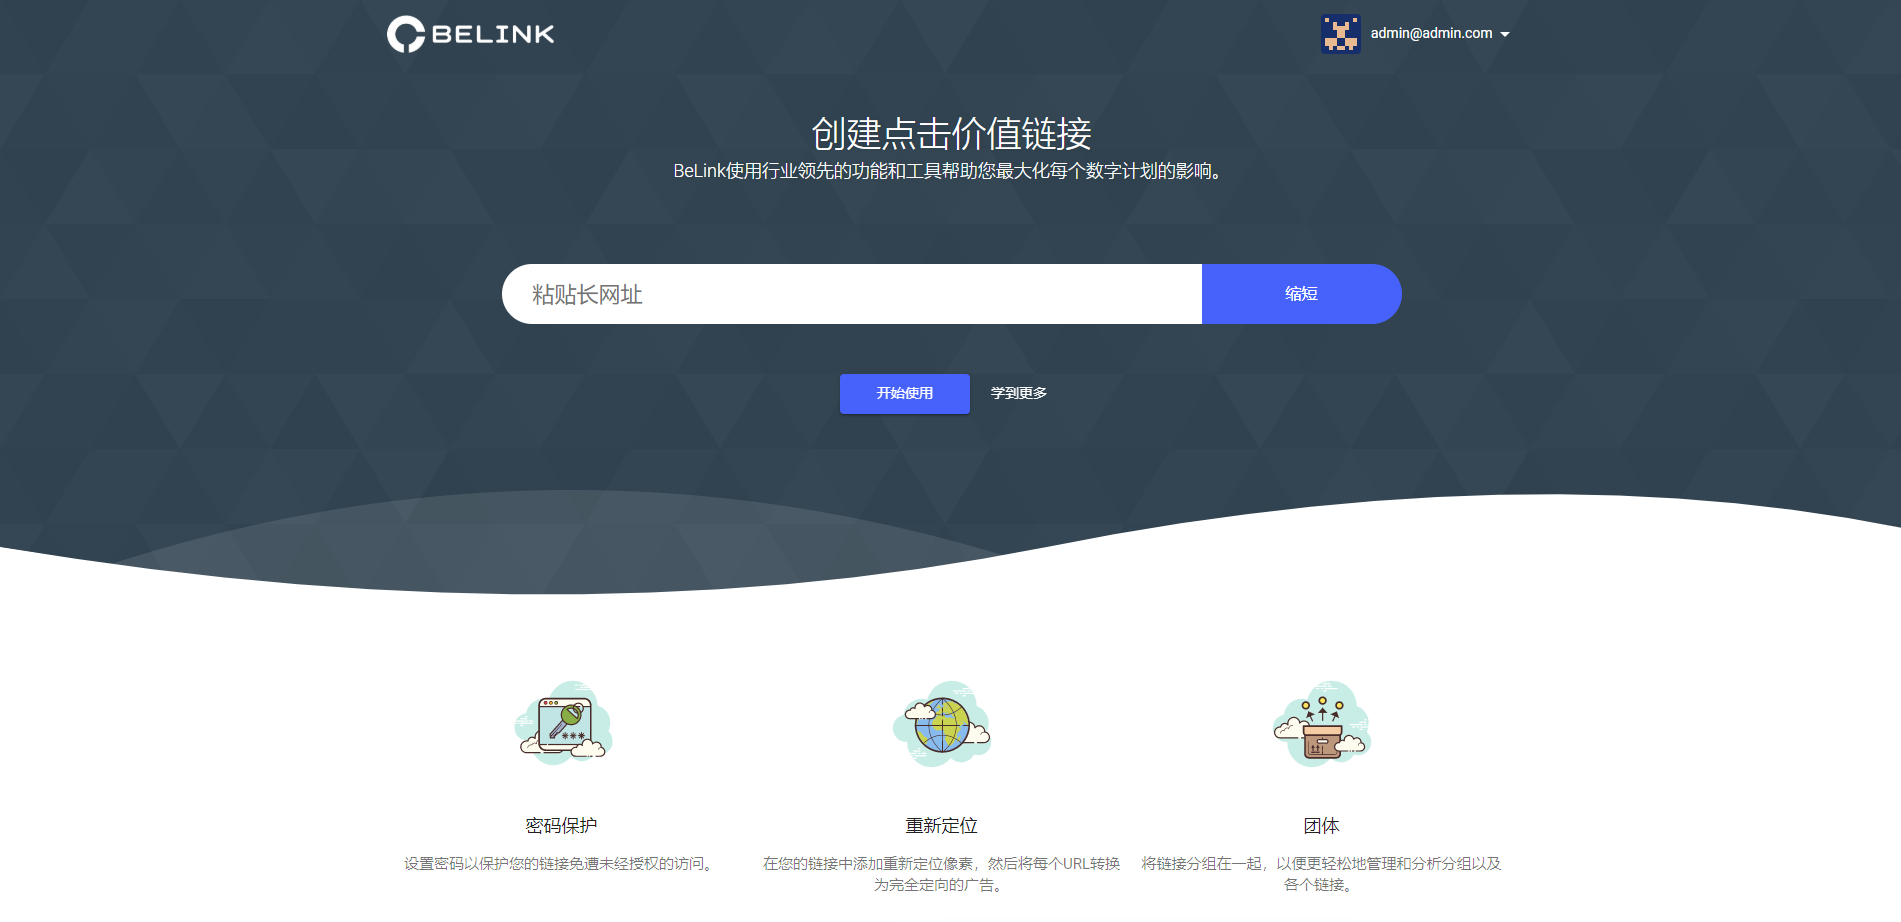 BELINK
admin@admin.com
创建点击价值链接
BeLink使用行业领先的功能和工具帮助您最大化每个数字计划的影响。
粘贴长网址
缩短
开始使用
学到更多
密码保护
设置密码以保护您的链接免遭未经授权的访问。
重新定位
在您的链接中添加重新定位像素，然后将每个URL转换
为完全定向的广告。
团体
将链接分组在一起，以便更轻松地管理和分析分组以及
各个链接。